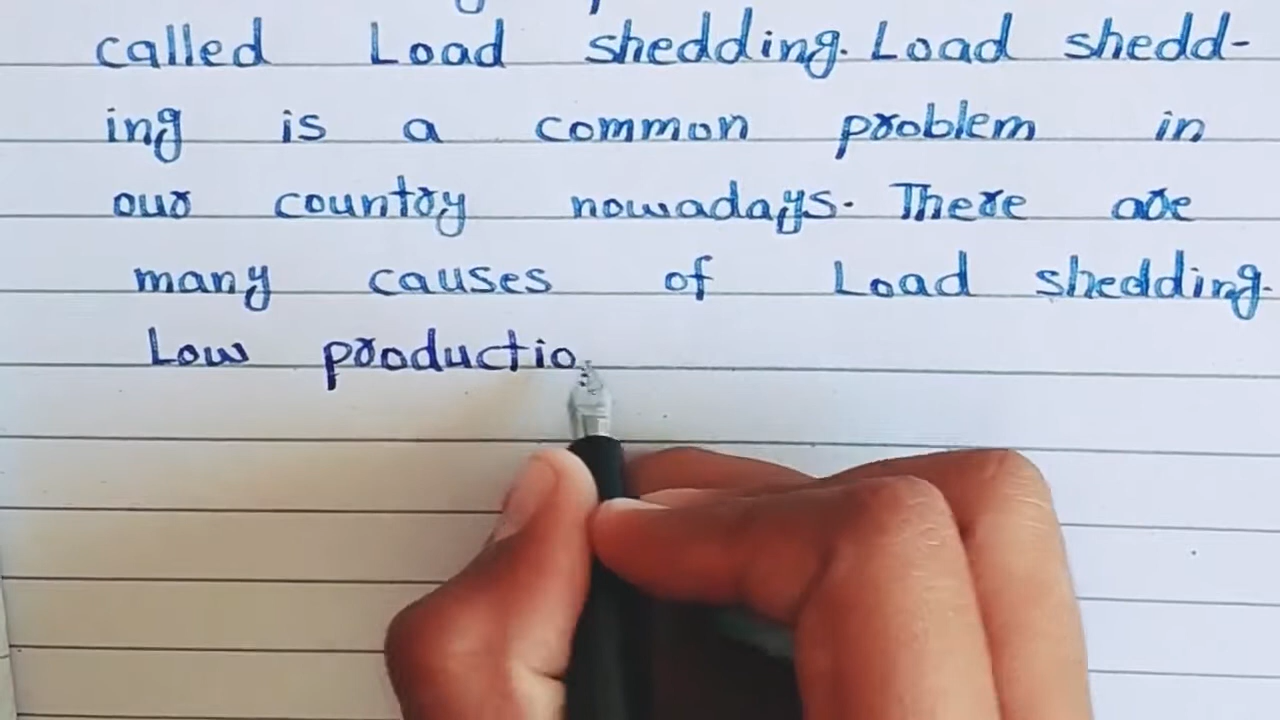 called Load shedding. Load shedd-
ing is a common problem in
our country nowadays. There are
many causes of Load shedding.
Low productio